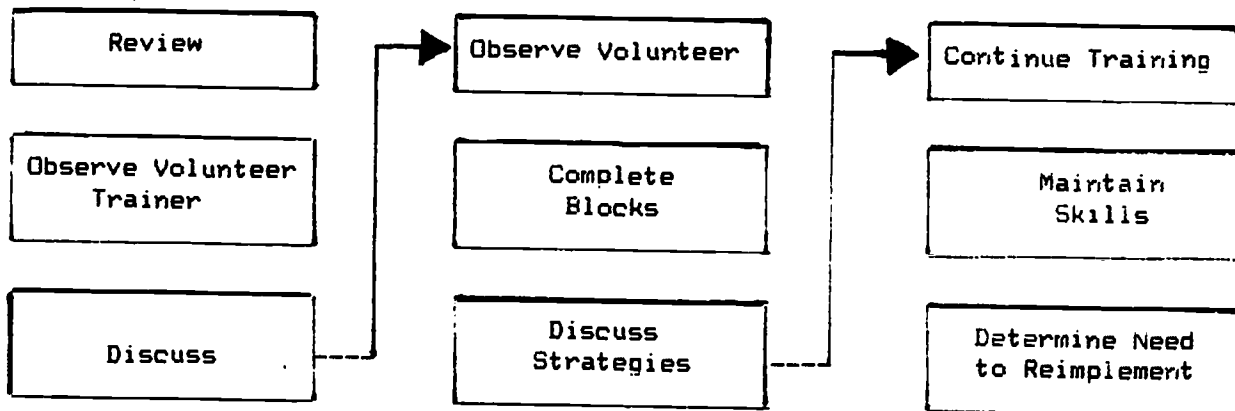 Review
Observe Volunteer
Trainer
Discuss
Observe Volunteer
Complete
Blocks
Discuss
Strategies
Continue Training
Maintain
Skills
Determine Need
to Reimplement